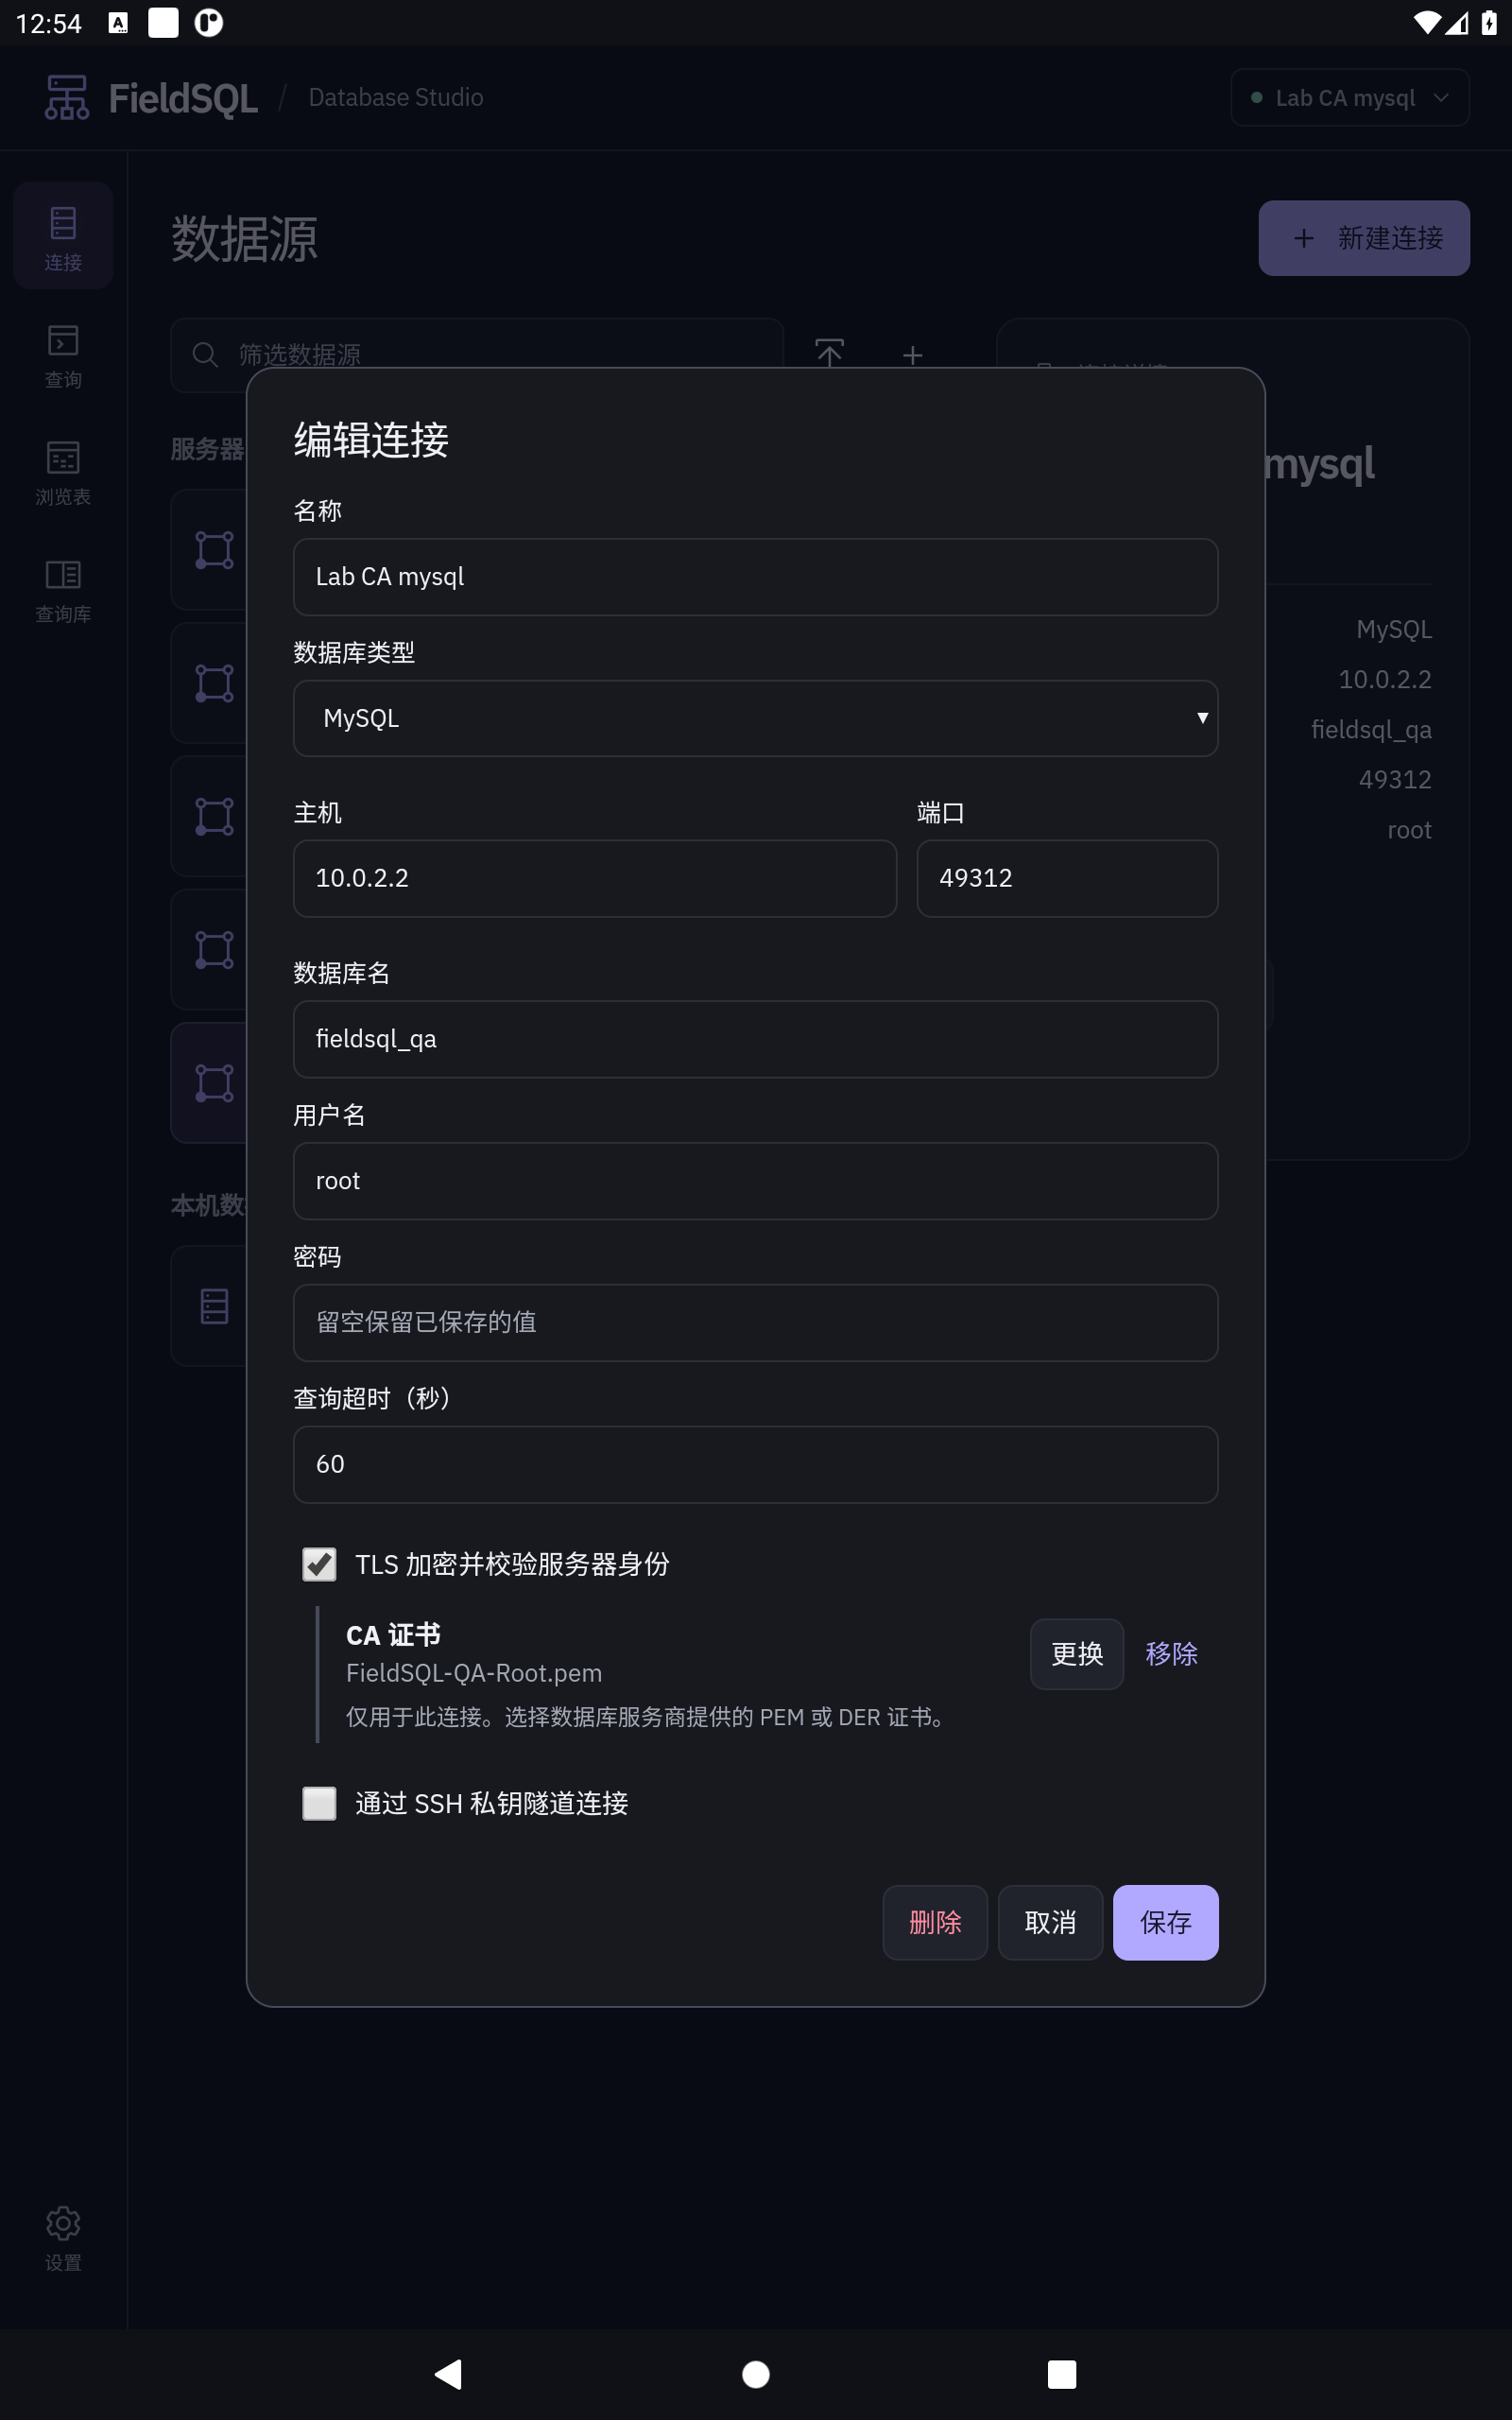 12:54
FieldSQL / Database Studio
Lab CA mysql
连接
查询
浏览表
查询库
设置
数据源
新建连接
筛选数据源
服务器
mysql
MySQL
10.0.2.2
fieldsql_qa
49312
root
本机数
编辑连接
名称
Lab CA mysql
数据库类型
MySQL
主机
端口
10.0.2.2
49312
数据库名
fieldsql_qa
用户名
root
密码
留空保留已保存的值
查询超时（秒）
60
TLS 加密并校验服务器身份
CA 证书
FieldSQL-QA-Root.pem
仅用于此连接。选择数据库服务商提供的 PEM 或 DER 证书。
更换
移除
通过 SSH 私钥隧道连接
删除
取消
保存